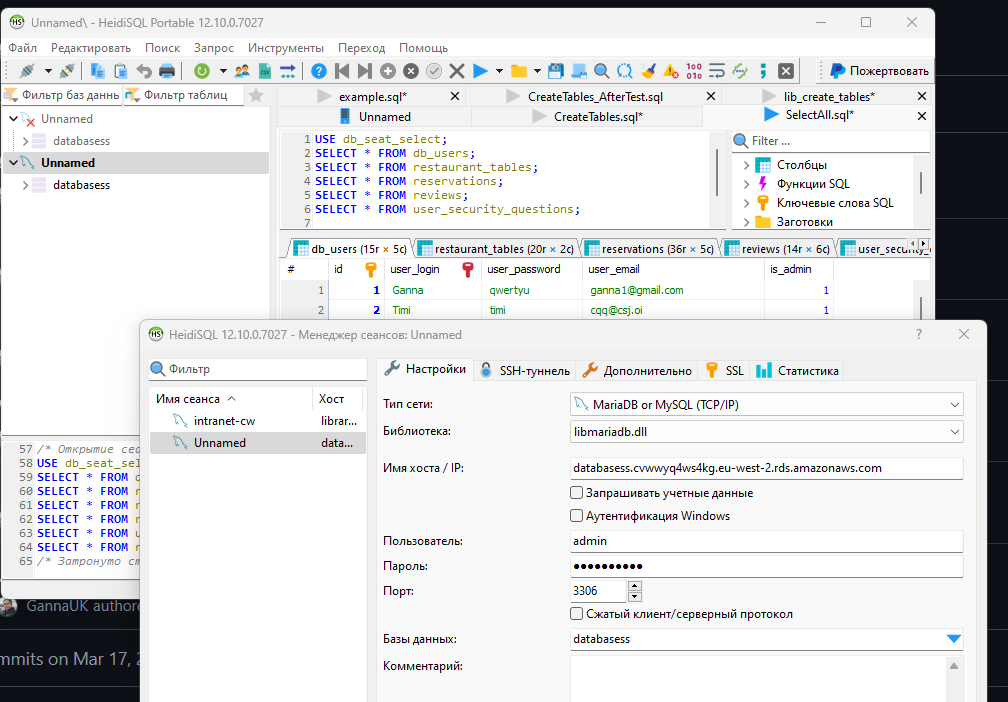 Unnamed\ - HeidiSQL Portable 12.10.0.7027
Файл Редактировать Поиск Запрос Инструменты Переход Помощь
Пожертвовать
Фильтр баз данн Фильтр таблиц
Unnamed
databasess
Unnamed
databasess
example.sql* CreateTables_AfterTest.sql lib_create_tables*
Unnamed CreateTables.sql* SelectAll.sql*
1 USE db_seat_select;
2 SELECT * FROM db_users;
3 SELECT * FROM restaurant_tables;
4 SELECT * FROM reservations;
5 SELECT * FROM reviews;
6 SELECT * FROM user_security_questions;
7
Filter ...
Столбцы
Функции SQL
Ключевые слова SQL
Заготовки
db_users (15r × 5c) restaurant_tables (20r × 2c) reservations (36r × 5c) reviews (14r × 6c) user_security_
# id user_login user_password user_email is_admin
1 1 Ganna qwertyu ganna1@gmail.com 1
2 2 Timi timi cqq@csj.oi 1
57 /* Открытие сеа
58 USE db_seat_sel
59 SELECT * FROM d
60 SELECT * FROM r
61 SELECT * FROM r
62 SELECT * FROM r
63 SELECT * FROM u
64 SELECT * FROM r
65 /* Затронуто ст
GannaUK authore
mmits on Mar 17, 2
HeidiSQL 12.10.0.7027 - Менеджер сеансов: Unnamed
Фильтр
Имя сеанса Хост
intranet-cw librar...
Unnamed data...
Настройки SSH-туннель Дополнительно SSL Статистика
Тип сети: MariaDB or MySQL (TCP/IP)
Библиотека: libmariadb.dll
Имя хоста / IP: databasess.cvwwyq4ws4kg.eu-west-2.rds.amazonaws.com
Запрашивать учетные данные
Аутентификация Windows
Пользователь: admin
Пароль: ●●●●●●●●●●
Порт: 3306
Сжатый клиент/серверный протокол
Базы данных: databasess
Комментарий: